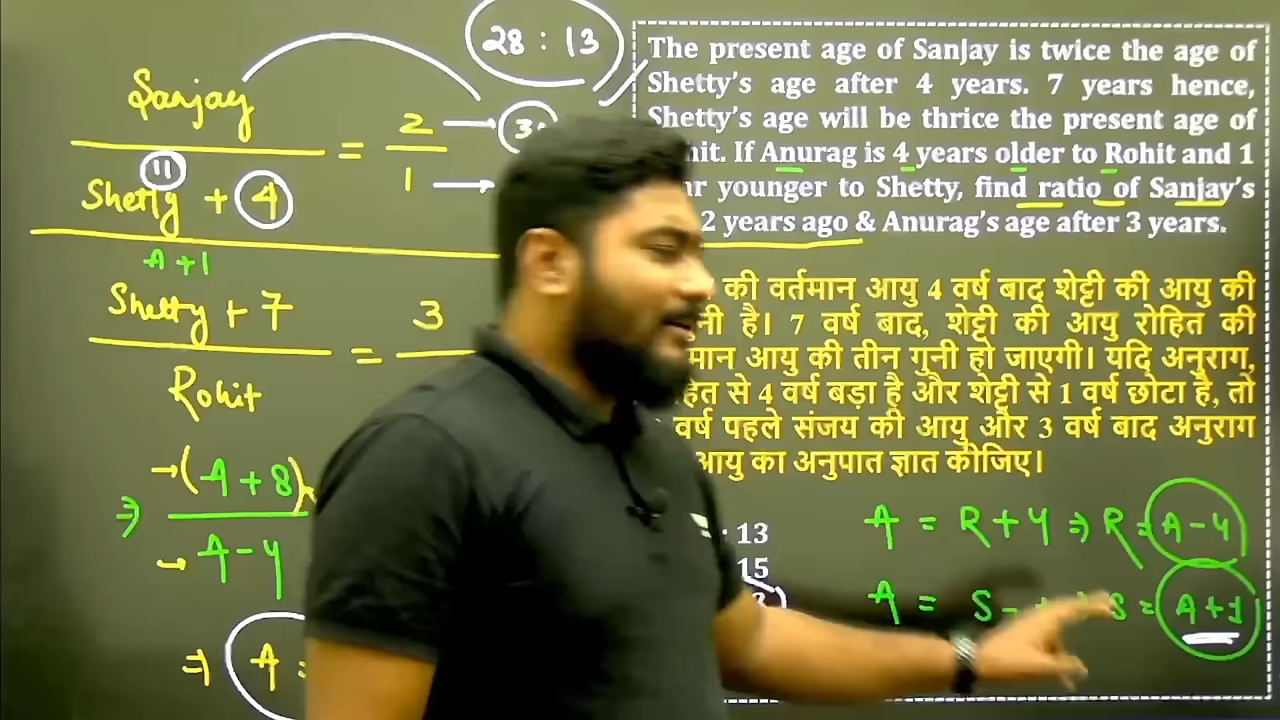 28 : 13
Sanjay
Shetty + 4
11
= 2
1
30
A + 1
Shetty + 7
Rohit
= 3
→ (A + 8)
⇒
→ A - 4
⇒ A =
The present age of SanJay is twice the age of
Shetty's age after 4 years. 7 years hence,
Shetty's age will be thrice the present age of
If Anurag is 4 years older to Rohit and 1
younger to Shetty, find ratio of Sanjay's
2 years ago & Anurag's age after 3 years.
की वर्तमान आयु 4 वर्ष बाद शेट्टी की आयु की
है। 7 वर्ष बाद, शेट्टी की आयु रोहित की
आयु की तीन गुनी हो जाएगी। यदि अनुराग,
से 4 वर्ष बड़ा है और शेट्टी से 1 वर्ष छोटा है, तो
वर्ष पहले संजय की आयु और 3 वर्ष बाद अनुराग
आयु का अनुपात ज्ञात कीजिए।
: 13
15
A = R + 4 ⇒ R = A - 4
A = S - S = A + 1